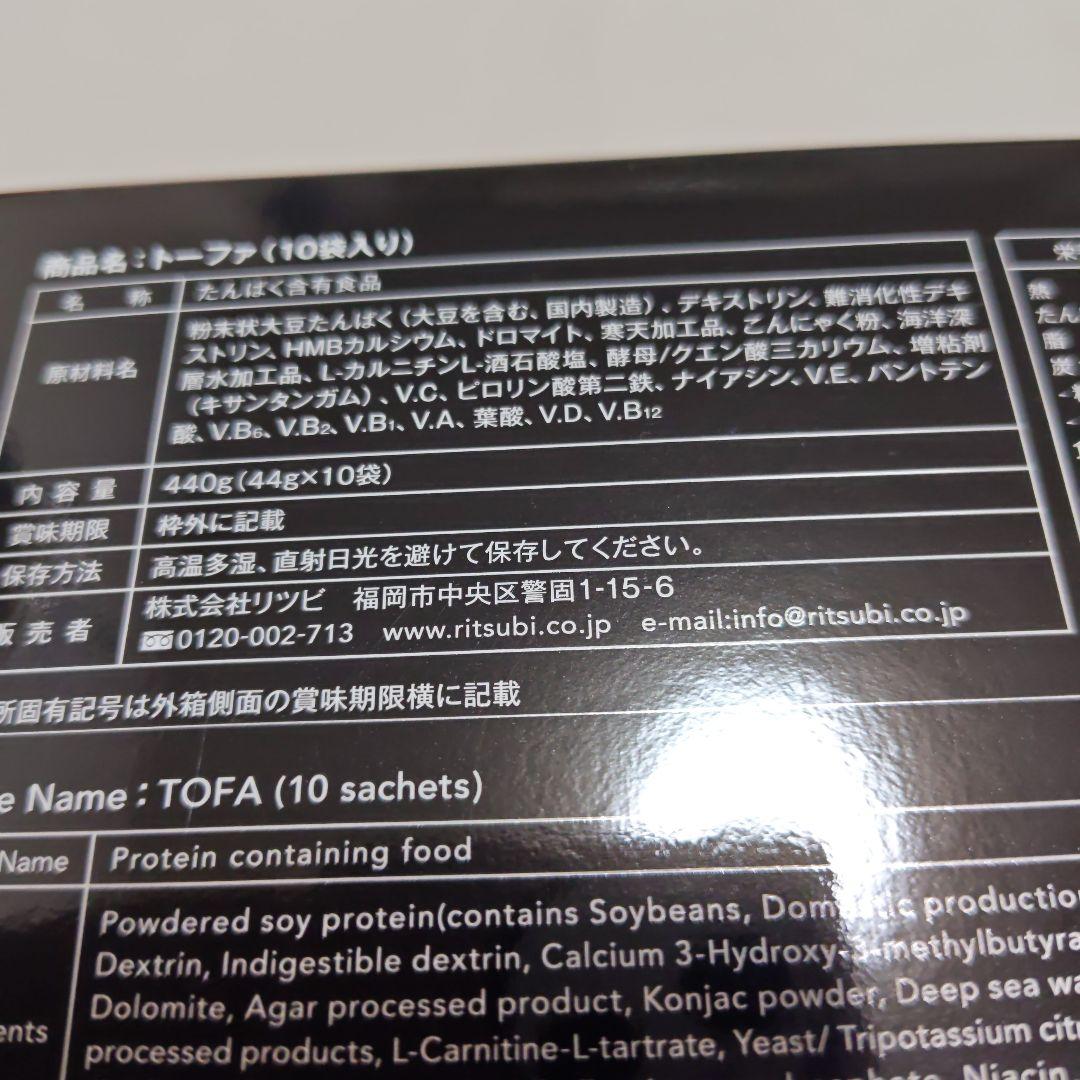 商品名：トーファ（10袋入り）
名 称 たんぱく含有食品
原材料名
粉末状大豆たんぱく（大豆を含む、国内製造）、デキストリン、難消化性デキ
ストリン、HMBカルシウム、ドロマイト、寒天加工品、こんにゃく粉、海洋深
層水加工品、L-カルニチンL-酒石酸塩、酵母/クエン酸三カリウム、増粘剤
（キサンタンガム）、V.C、ピロリン酸第二鉄、ナイアシン、V.E、パントテン
酸、V.B6、V.B2、V.B1、V.A、葉酸、V.D、V.B12
内 容 量 440g（44g×10袋）
賞味期限 枠外に記載
保存方法 高温多湿、直射日光を避けて保存してください。
販売者 株式会社リツビ 福岡市中央区警固1-15-6
0120-002-713 www.ritsubi.co.jp e-mail:info@ritsubi.co.jp
所固有記号は外箱側面の賞味期限横に記載
e Name：TOFA (10 sachets)
Name Protein containing food
Powdered soy protein(contains Soybeans, Domestic production
Dextrin, Indigestible dextrin, Calcium 3-Hydroxy-3-methylbutyra
Dolomite, Agar processed product, Konjac powder, Deep sea wa
ents
processed products, L-Carnitine-L-tartrate, Yeast/ Tripotassium citr
Niacin
栄
熱
たん
脂
炭